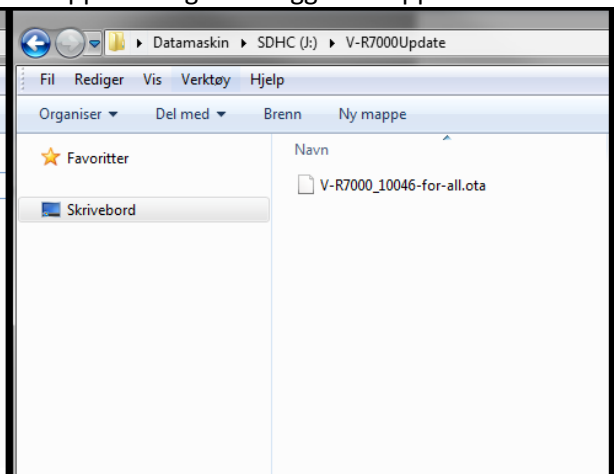 Datamaskin SDHC (J:) V-R7000Update
Fil Rediger Vis Verktøy Hjelp
Organiser Del med Brenn Ny mappe
Favoritter
Skrivebord
Navn
V-R7000_10046-for-all.ota